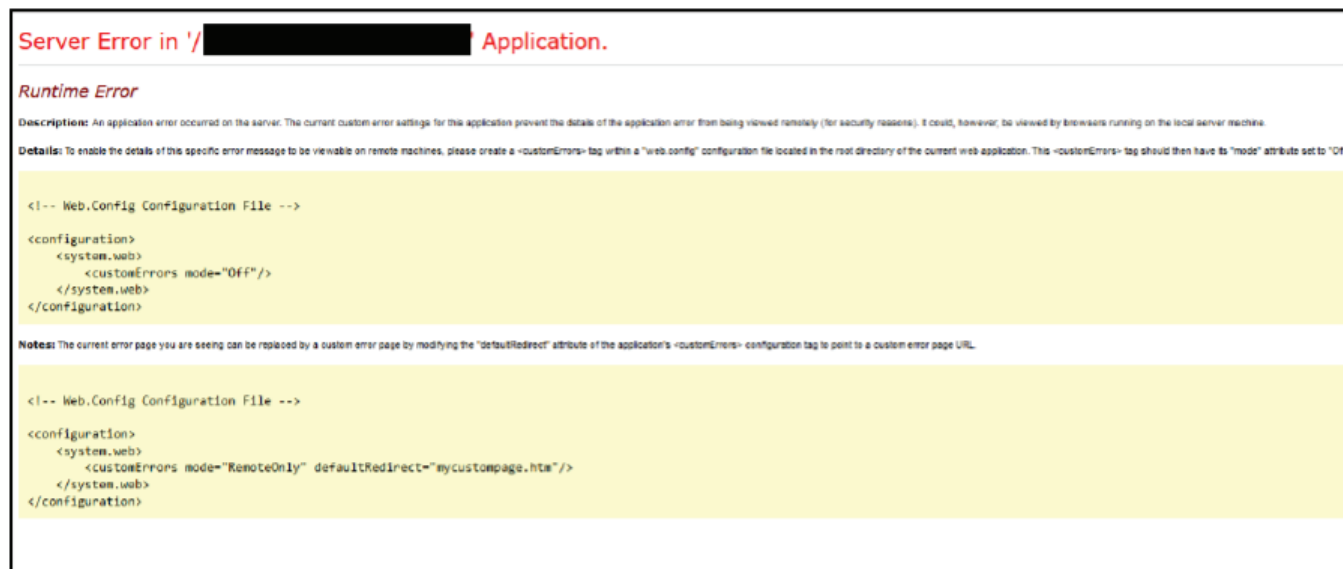 Server Error in '/ ' Application.
Runtime Error
Description: An application error occurred on the server. The current custom error settings for this application prevent the details of the application error from being viewed remotely (for security reasons). It could, however, be viewed by browsers running on the local server machine.
Details: To enable the details of this specific error message to be viewable on remote machines, please create a <customErrors> tag within a "web.config" configuration file located in the root directory of the current web application. This <customErrors> tag should then have its "mode" attribute set to "Of
<!-- Web.Config Configuration File -->
<configuration>
<system.web>
<customErrors mode="Off"/>
</system.web>
</configuration>
Notes: The current error page you are seeing can be replaced by a custom error page by modifying the "defaultRedirect" attribute of the application's <customErrors> configuration tag to point to a custom error page URL.
<!-- Web.Config Configuration File -->
<configuration>
<system.web>
<customErrors mode="RemoteOnly" defaultRedirect="mycustompage.htm"/>
</system.web>
</configuration>